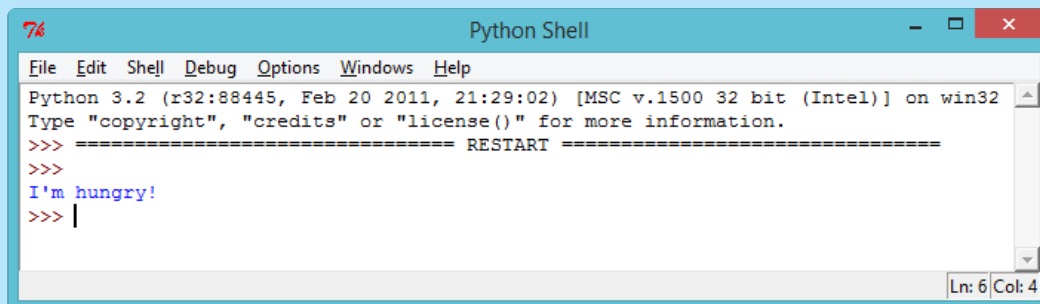 Python Shell
File Edit Shell Debug Options Windows Help
Python 3.2 (r32:88445, Feb 20 2011, 21:29:02) [MSC v.1500 32 bit (Intel)] on win32
Type "copyright", "credits" or "license()" for more information.
>>> ================================ RESTART ================================
>>>
I'm hungry!
>>>
Ln: 6 Col: 4